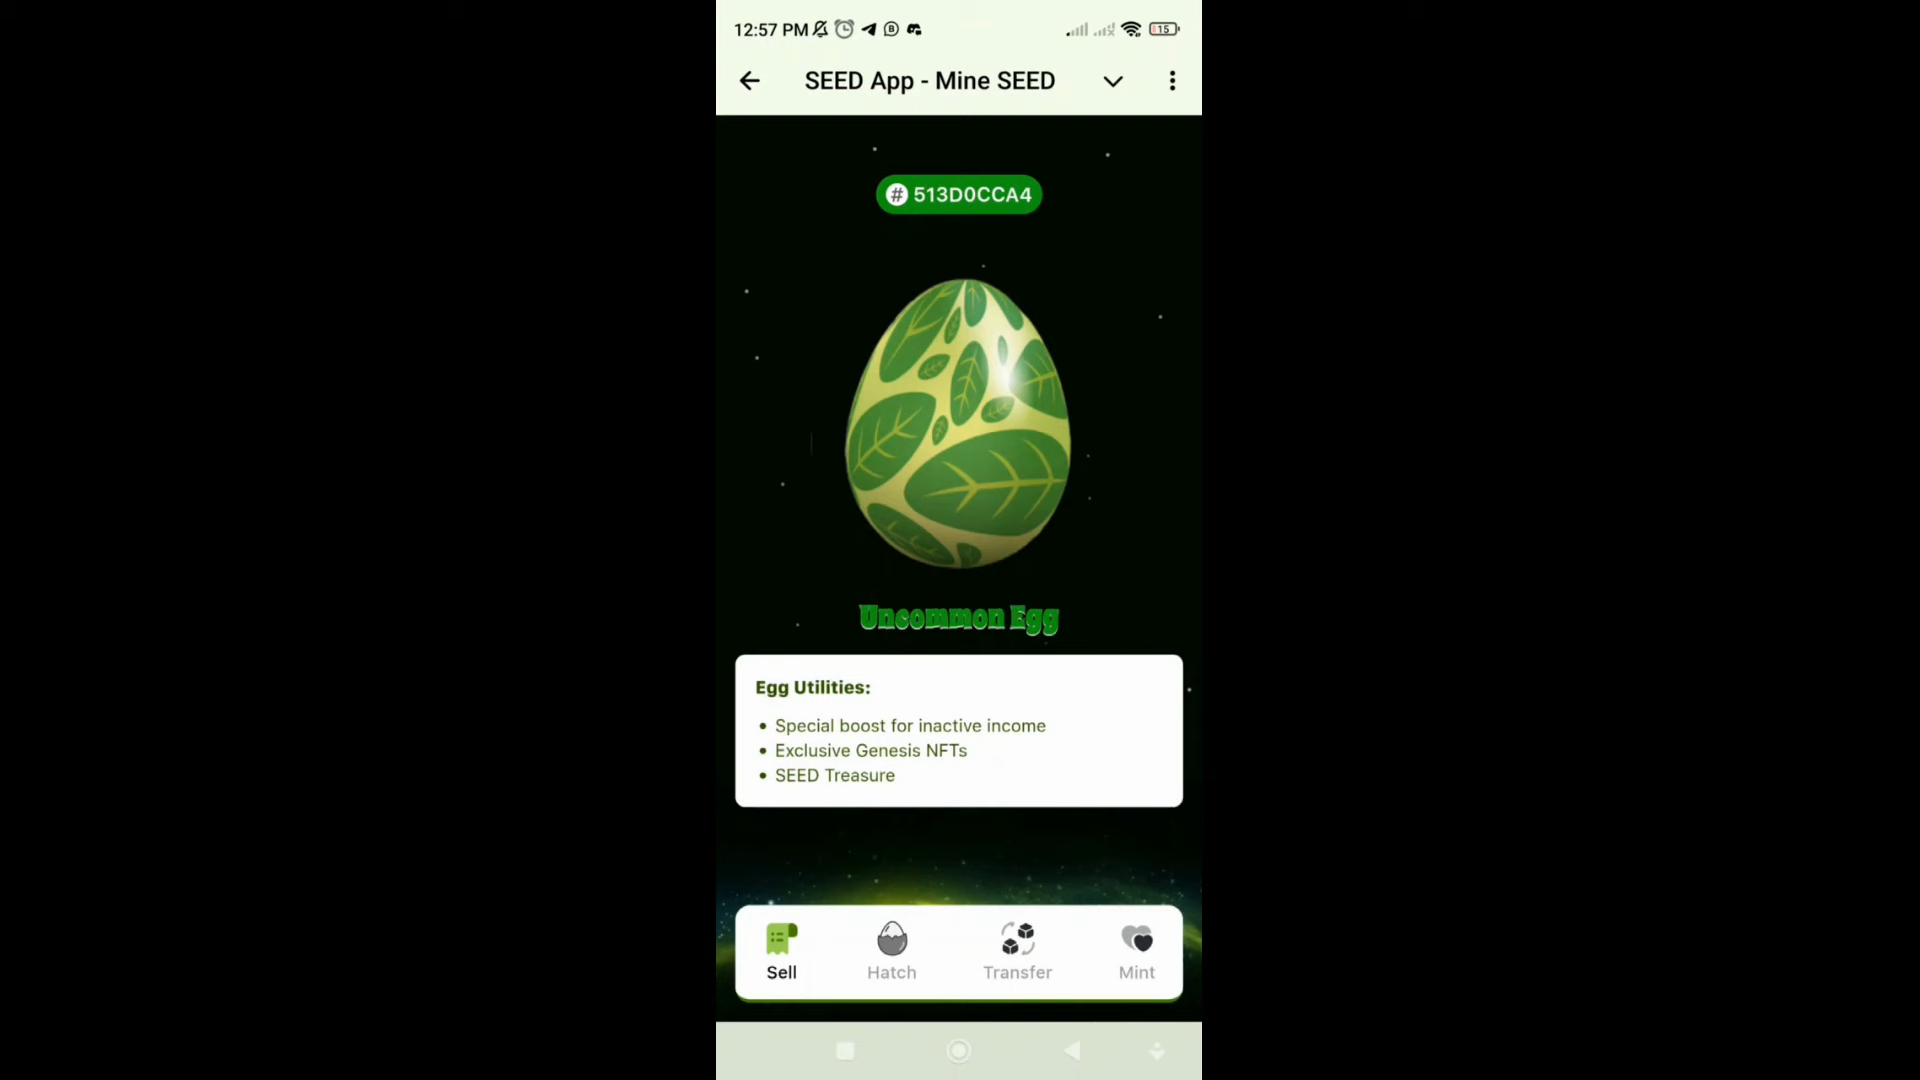 12:57 PM 15
SEED App - Mine SEED
# 513D0CCA4
Uncommon Egg
Egg Utilities:
• Special boost for inactive income
• Exclusive Genesis NFTs
• SEED Treasure
Sell Hatch Transfer Mint